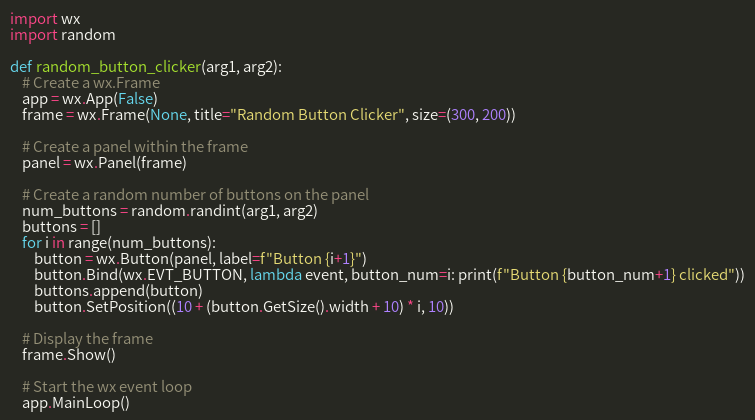 import wx
import random

def random_button_clicker(arg1, arg2):
    # Create a wx.Frame
    app = wx.App(False)
    frame = wx.Frame(None, title="Random Button Clicker", size=(300, 200))

    # Create a panel within the frame
    panel = wx.Panel(frame)

    # Create a random number of buttons on the panel
    num_buttons = random.randint(arg1, arg2)
    buttons = []
    for i in range(num_buttons):
        button = wx.Button(panel, label=f"Button {i+1}")
        button.Bind(wx.EVT_BUTTON, lambda event, button_num=i: print(f"Button {button_num+1} clicked"))
        buttons.append(button)
        button.SetPosition((10 + (button.GetSize().width + 10) * i, 10))

    # Display the frame
    frame.Show()

    # Start the wx event loop
    app.MainLoop()